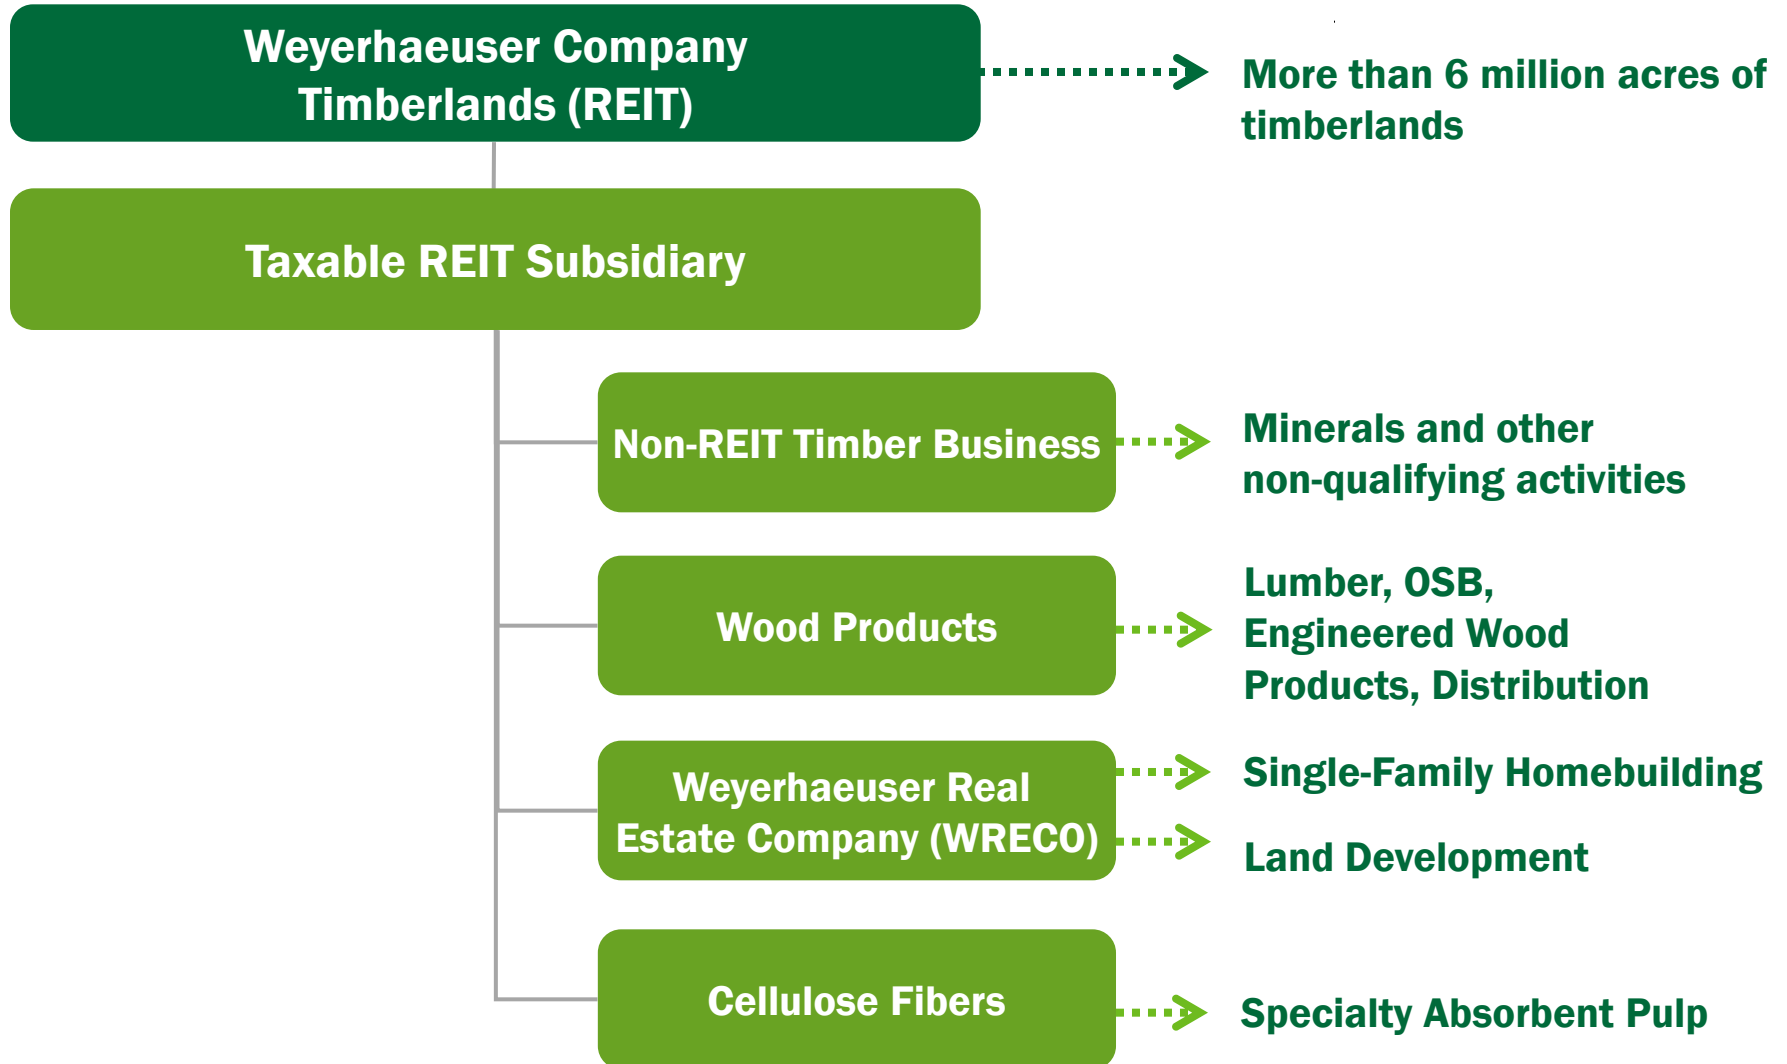 Weyerhaeuser Company
Timberlands (REIT)
More than 6 million acres of
timberlands
Taxable REIT Subsidiary
Non-REIT Timber Business
Minerals and other
non-qualifying activities
Wood Products
Lumber, OSB,
Engineered Wood
Products, Distribution
Weyerhaeuser Real
Estate Company (WRECO)
Single-Family Homebuilding
Land Development
Cellulose Fibers
Specialty Absorbent Pulp